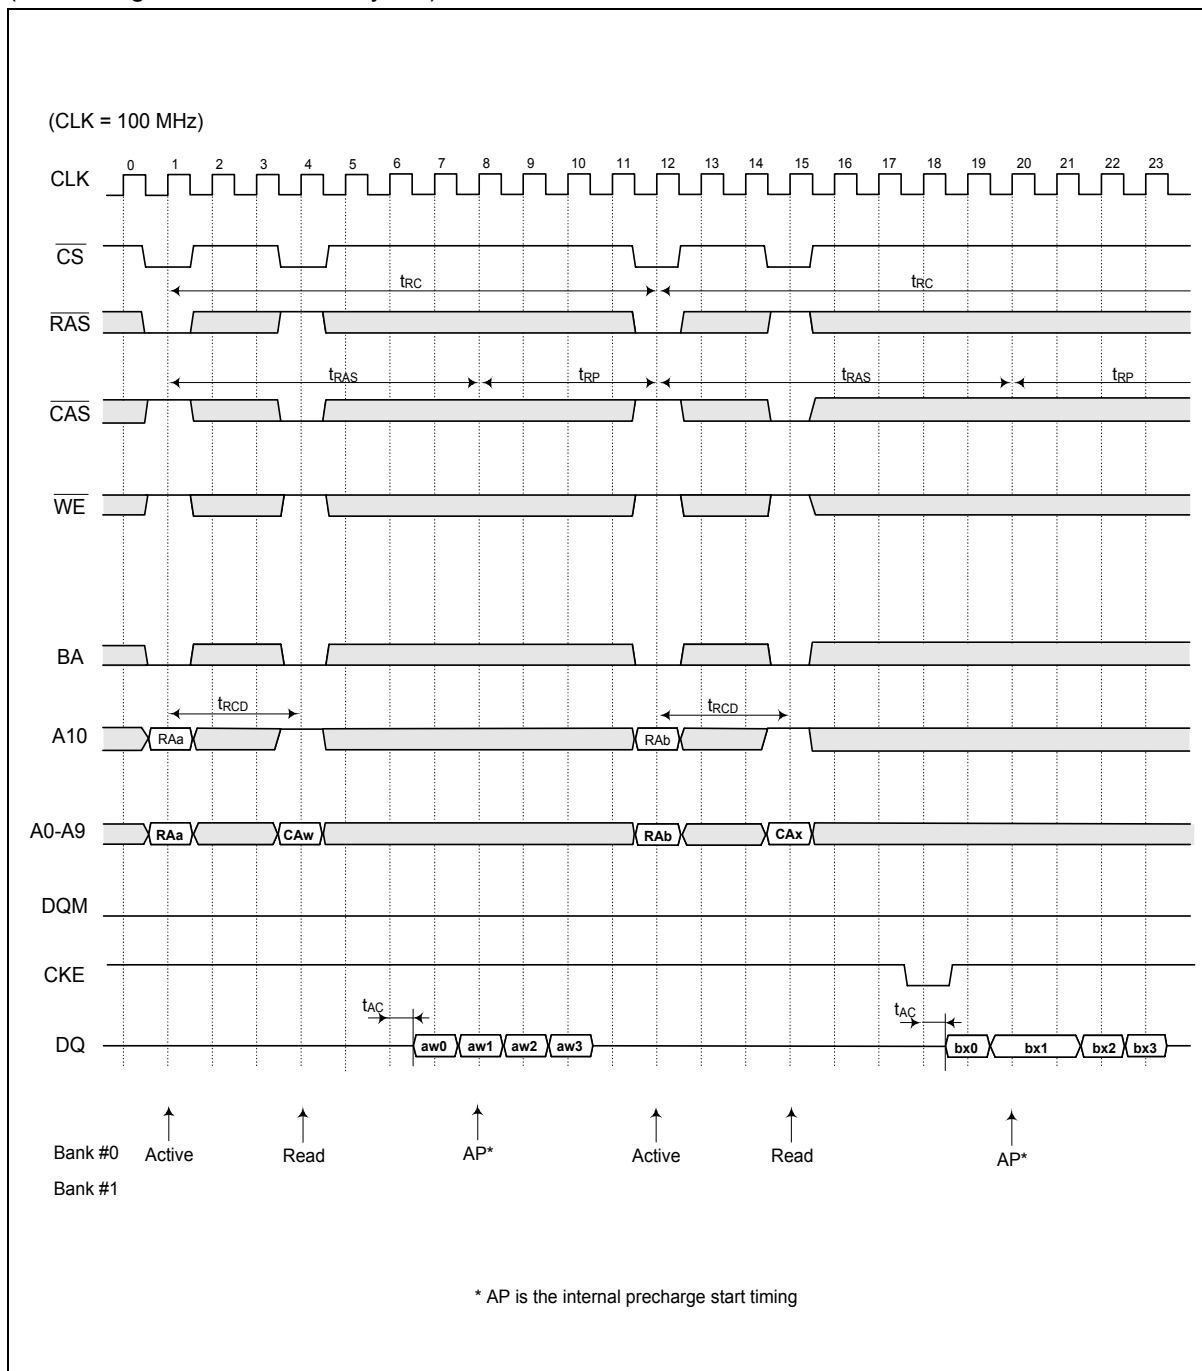 (CLK = 100 MHz)
0 1 2 3 4 5 6 7 8 9 10 11 12 13 14 15 16 17 18 19 20 21 22 23
CLK
CS
tRC tRC
RAS
tRAS tRP tRAS tRP
CAS
WE
BA
tRCD tRCD
A10 RAa RAb
A0-A9 RAa CAw RAb CAx
DQM
CKE
tAC tAC
DQ aw0 aw1 aw2 aw3 bx0 bx1 bx2 bx3
Bank #0 Active Read AP* Active Read AP*
Bank #1
* AP is the internal precharge start timing